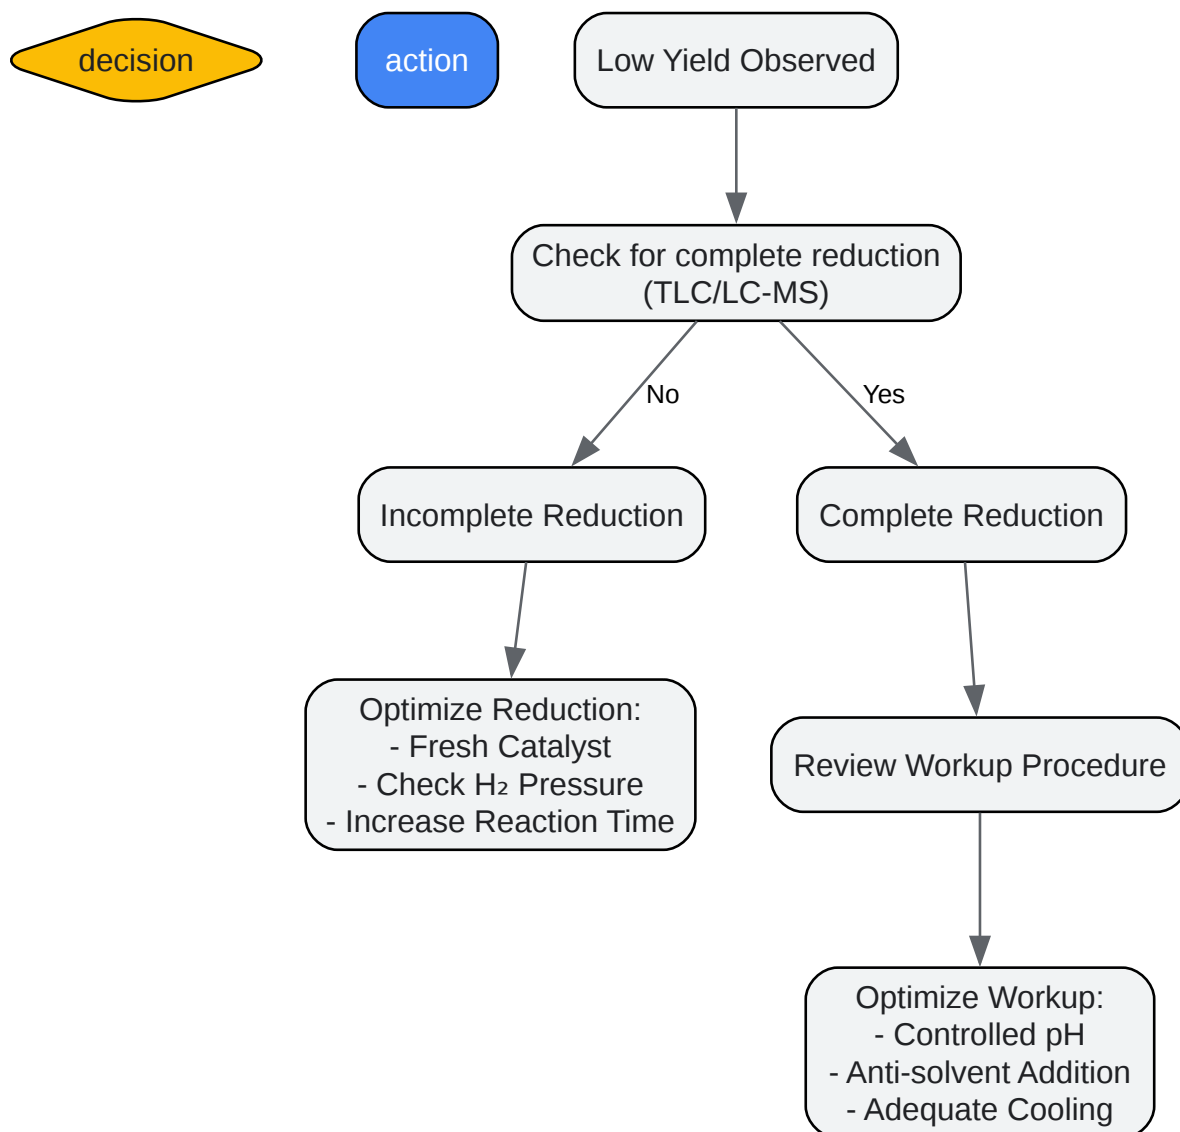 decision
action
Low Yield Observed
Check for complete reduction
(TLC/LC-MS)
No
Yes
Incomplete Reduction
Complete Reduction
Optimize Reduction:
- Fresh Catalyst
- Check H₂ Pressure
- Increase Reaction Time
Review Workup Procedure
Optimize Workup:
- Controlled pH
- Anti-solvent Addition
- Adequate Cooling